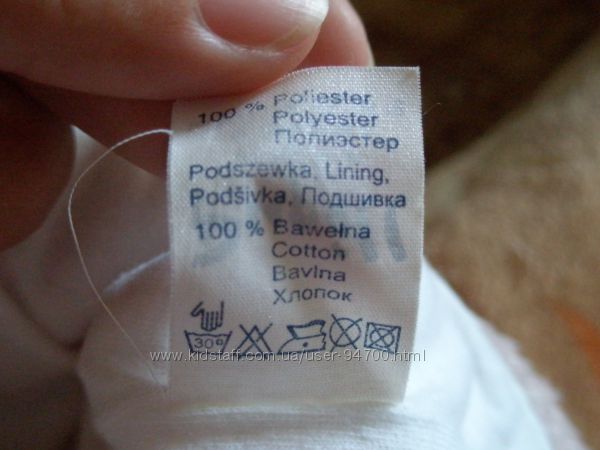 100 % Poliester
Polyester
Полиэстер
Podszewka, Lining,
Podšivka, Подшивка
100 % Bawełna
Cotton
Bavlna
Хлопок
30°
www.kidstaff.com.ua/user-94700.html